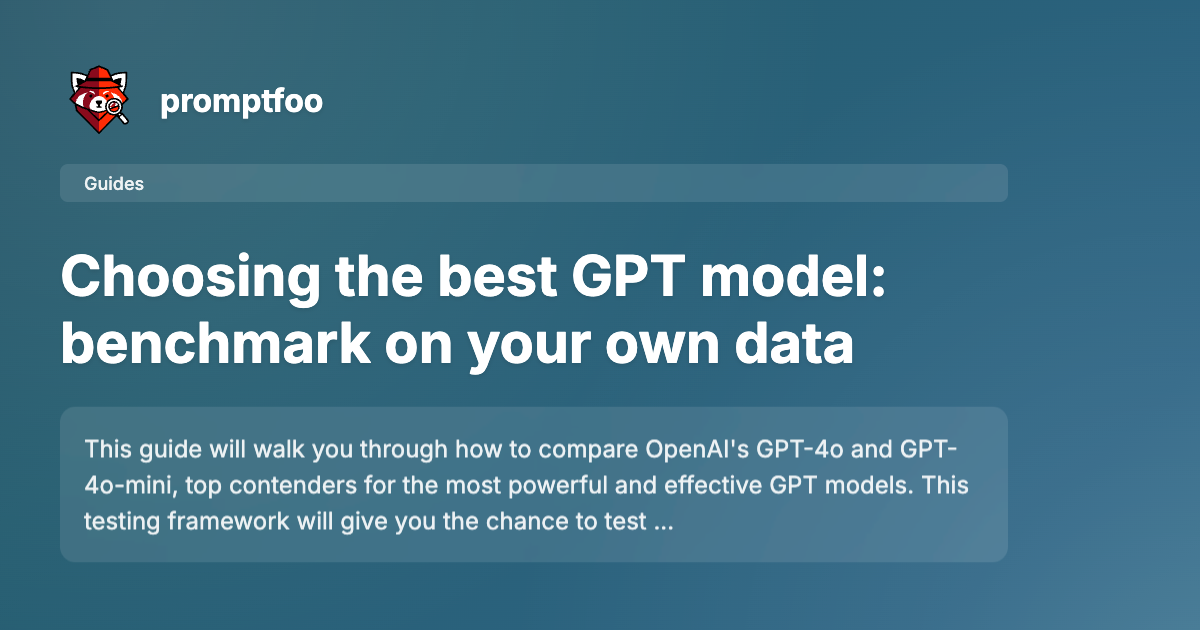 promptfoo
Guides
Choosing the best GPT model:
benchmark on your own data
This guide will walk you through how to compare OpenAI's GPT-4o and GPT-
4o-mini, top contenders for the most powerful and effective GPT models. This
testing framework will give you the chance to test ...